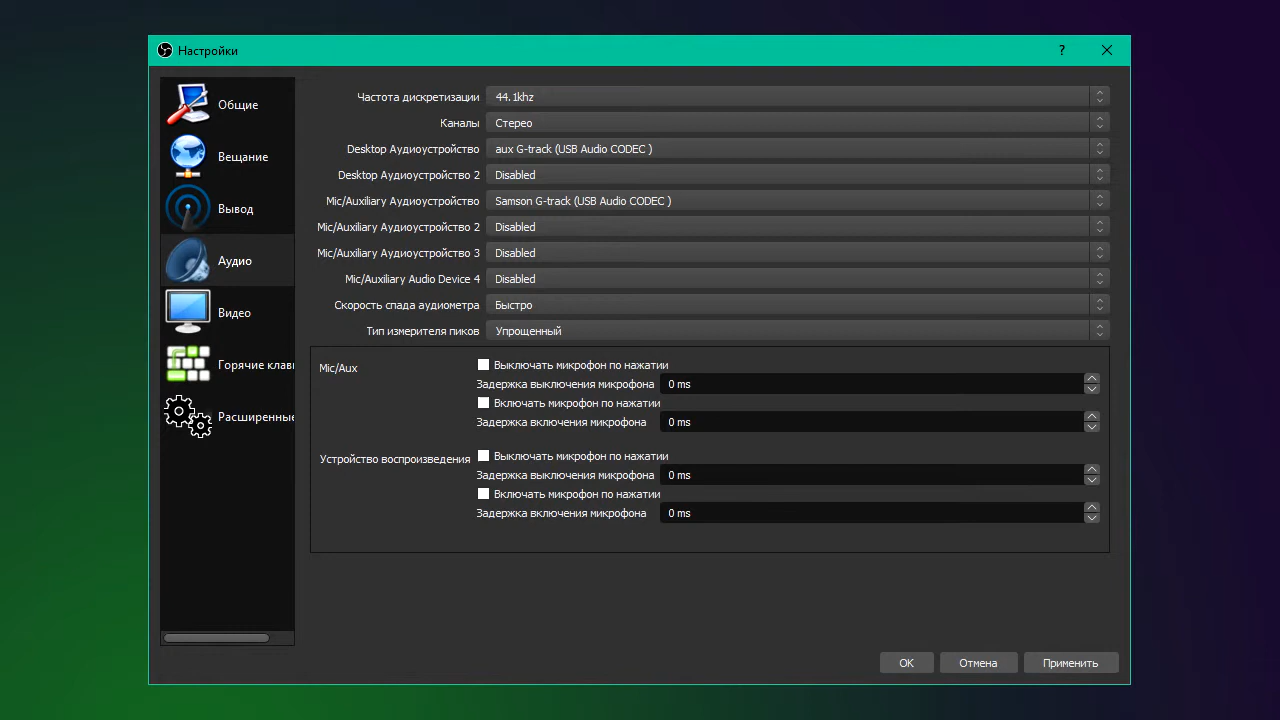 Настройки
?
Общие
Вещание
Вывод
Аудио
Видео
Горячие клав
Расширенные
Частота дискретизации 44.1khz
Каналы Стерео
Desktop Аудиоустройство aux G-track (USB Audio CODEC )
Desktop Аудиоустройство 2 Disabled
Mic/Auxiliary Аудиоустройство Samson G-track (USB Audio CODEC )
Mic/Auxiliary Аудиоустройство 2 Disabled
Mic/Auxiliary Аудиоустройство 3 Disabled
Mic/Auxiliary Audio Device 4 Disabled
Скорость спада аудиометра Быстро
Тип измерителя пиков Упрощенный
Mic/Aux Выключать микрофон по нажатии
Задержка выключения микрофона 0 ms
Включать микрофон по нажатии
Задержка включения микрофона 0 ms
Устройство воспроизведения Выключать микрофон по нажатии
Задержка выключения микрофона 0 ms
Включать микрофон по нажатии
Задержка включения микрофона 0 ms
OK Отмена Применить